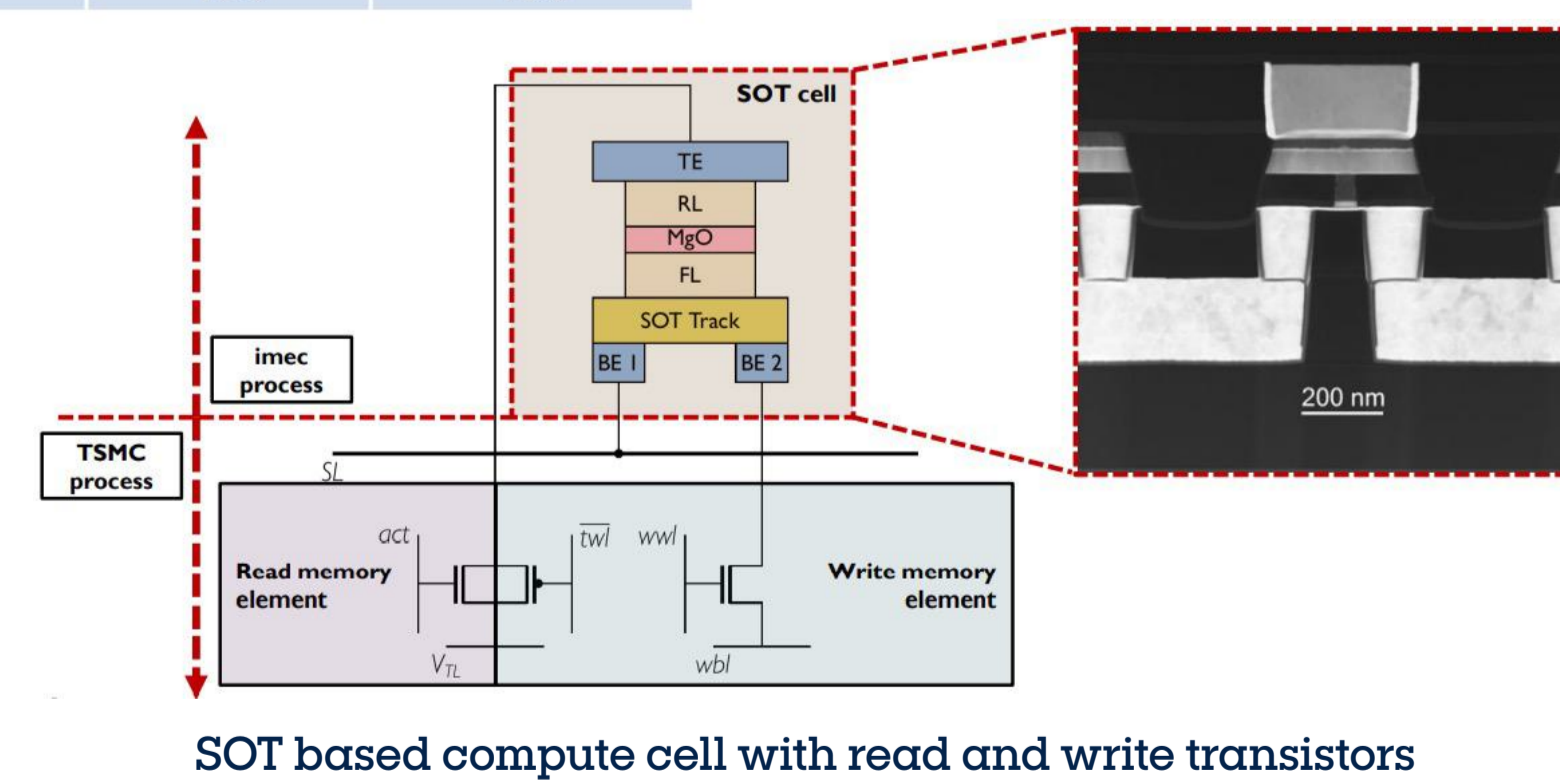 SOT cell
TE
RL
MgO
FL
SOT Track
BE 1
BE 2
imec
process
TSMC
process
SL
200 nm
act
twl
wwl
Read memory
element
Write memory
element
VTL
wbl
SOT based compute cell with read and write transistors